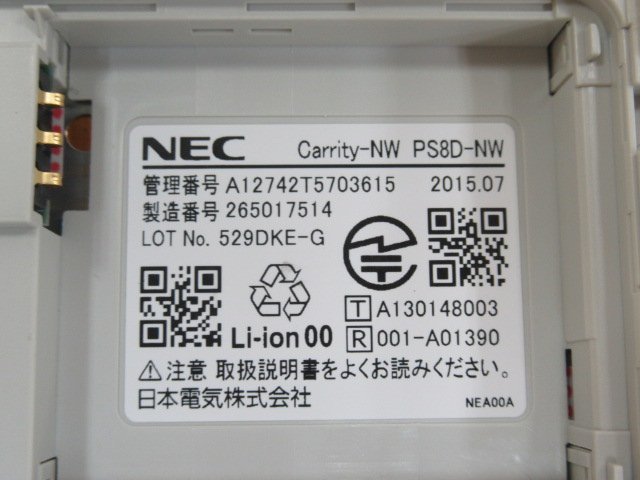 NEC Carrity-NW PS8D-NW
管理番号 A12742T5703615 2015.07
製造番号 265017514
LOT No. 529DKE-G
T A130148003
Li-ion 00 R 001-A01390
⚠注意 取扱説明書をよくお読みください。
日本電気株式会社 NEA00A